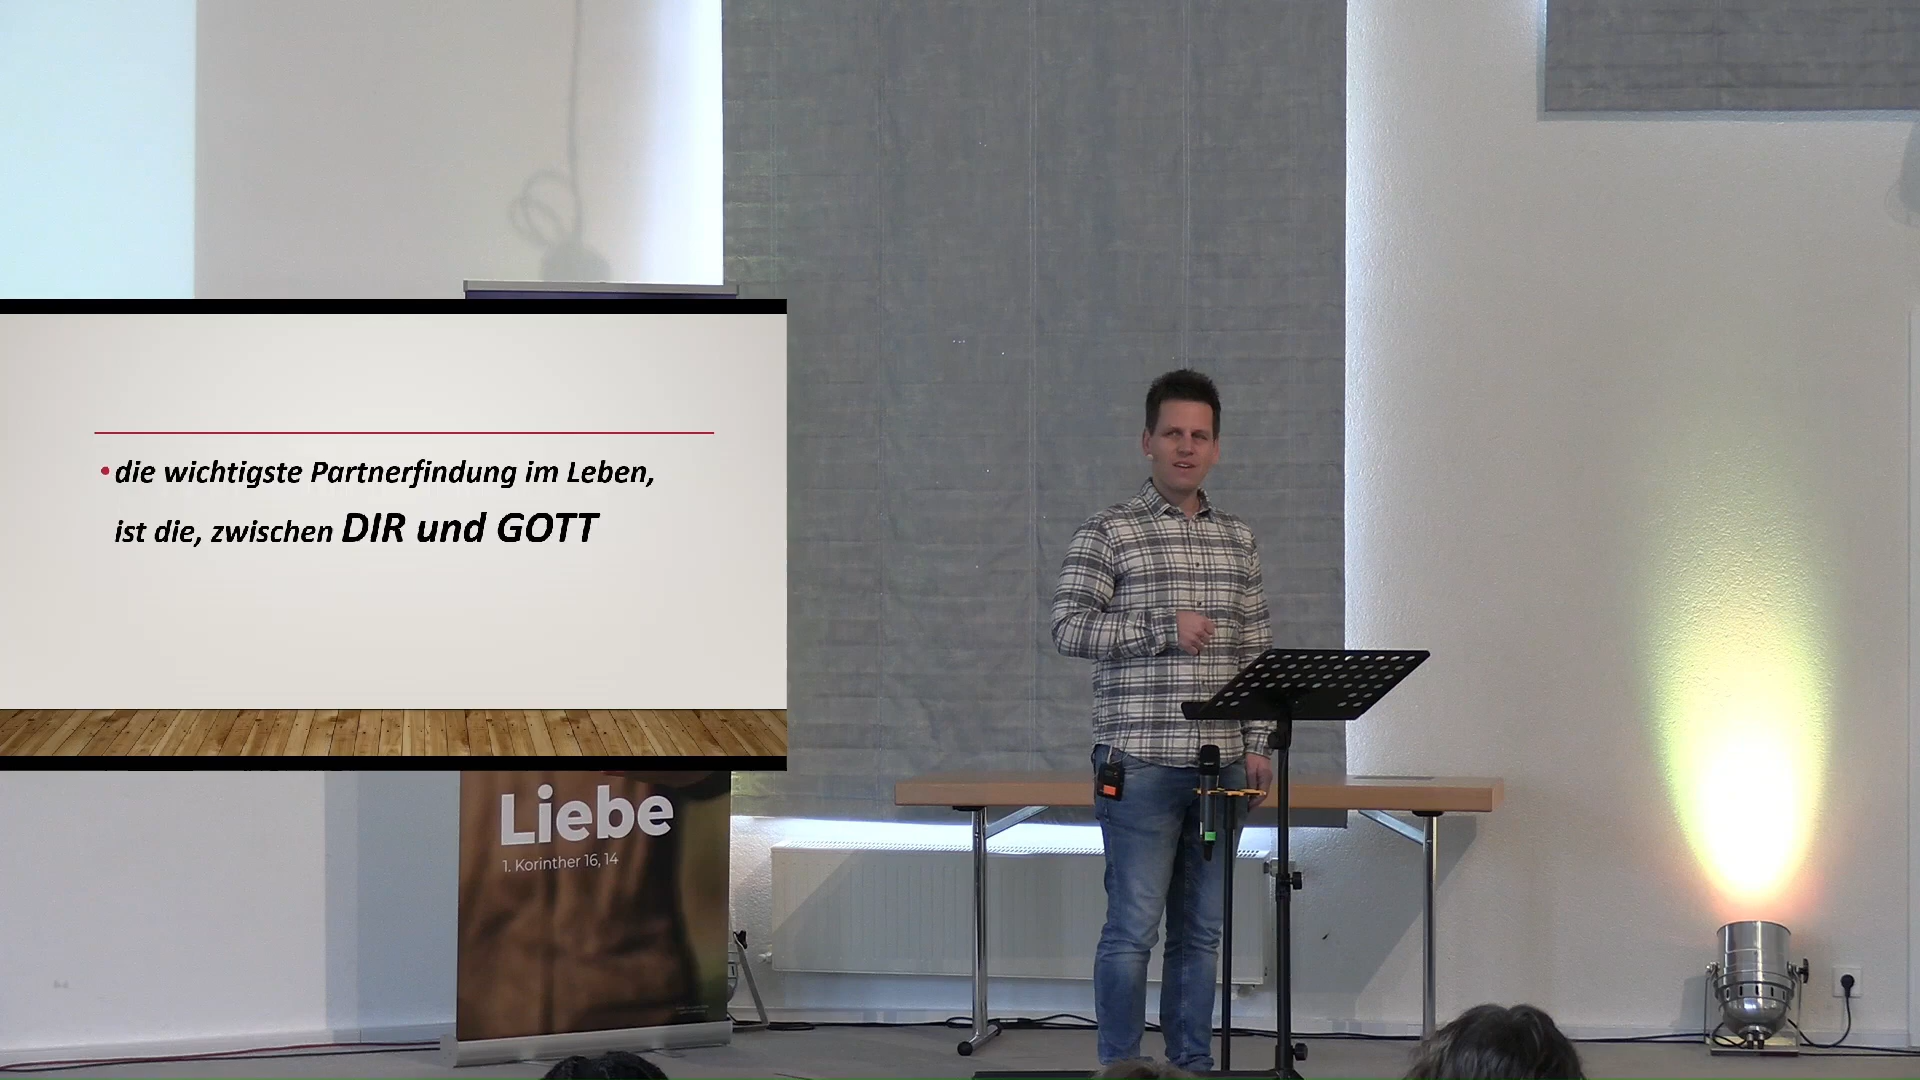 die wichtigste Partnerfindung im Leben,
ist die, zwischen DIR und GOTT
Liebe
1. Korinther 16, 14